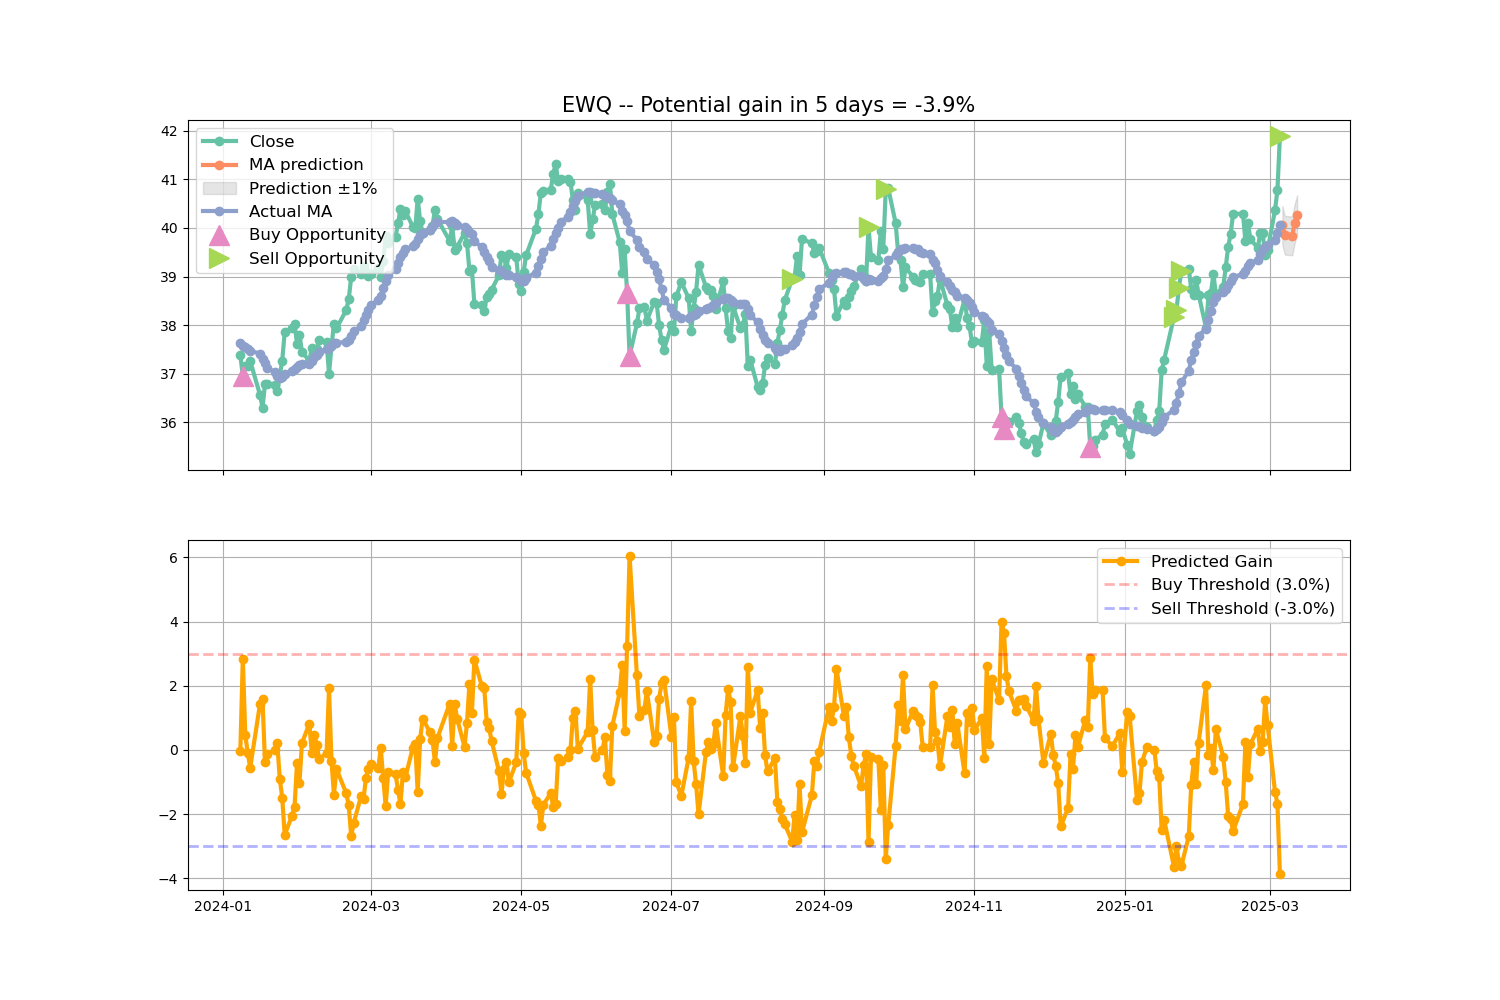 EWQ -- Potential gain in 5 days = -3.9%
42
41
40
39
38
37
36
Close
MA prediction
Prediction ±1%
Actual MA
Buy Opportunity
Sell Opportunity
6
4
2
0
−2
−4
Predicted Gain
Buy Threshold (3.0%)
Sell Threshold (-3.0%)
2024-01 2024-03 2024-05 2024-07 2024-09 2024-11 2025-01 2025-03